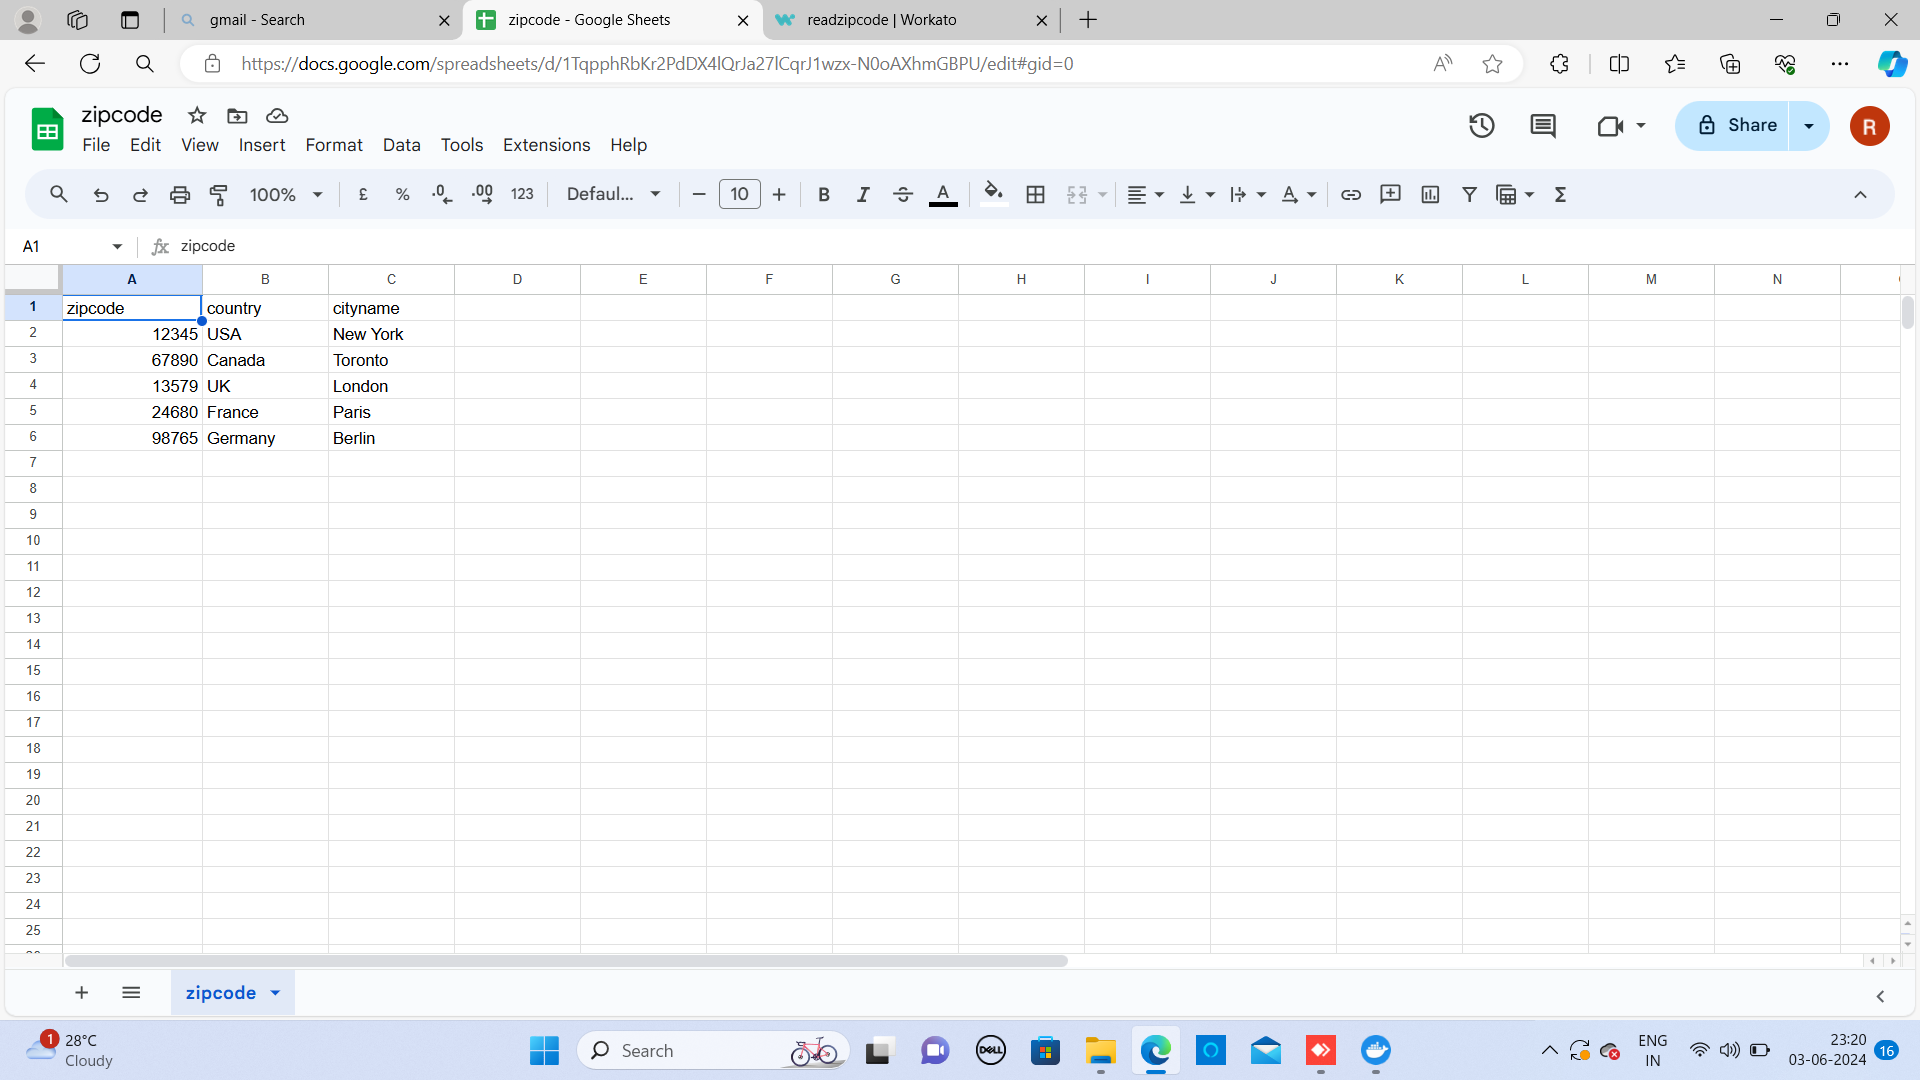 gmail - Search
zipcode - Google Sheets
readzipcode | Workato
https://docs.google.com/spreadsheets/d/1TqpphRbKr2PdDX4lQrJa27lCqrJ1wzx-N0oAXhmGBPU/edit#gid=0
zipcode
File Edit View Insert Format Data Tools Extensions Help
Share
R
100% £ % .0 .00 123 Defaul... 10 B I S A Σ
A1 fx zipcode
A B C D E F G H I J K L M N
1 zipcode country cityname
2 12345 USA New York
3 67890 Canada Toronto
4 13579 UK London
5 24680 France Paris
6 98765 Germany Berlin
7
8
9
10
11
12
13
14
15
16
17
18
19
20
21
22
23
24
25
zipcode
1 28°C
Cloudy
Search
DELL
ENG
IN
23:20
03-06-2024
16